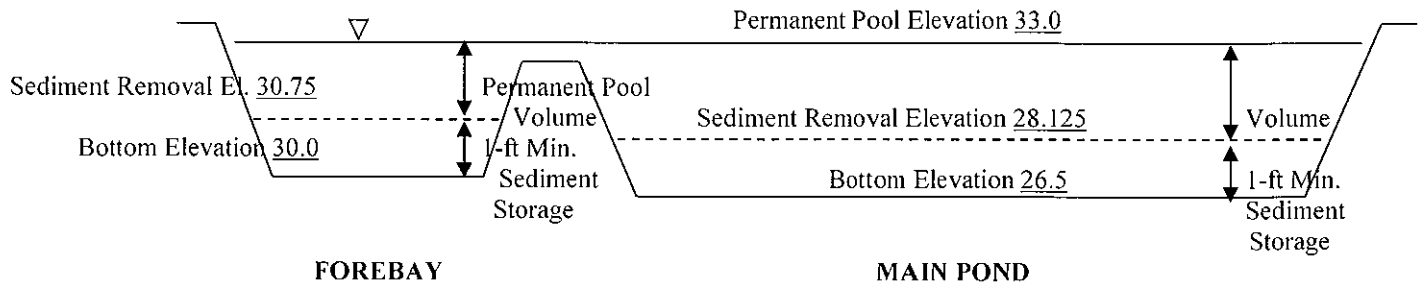 Permanent Pool Elevation 33.0
Sediment Removal El. 30.75
Permanent Pool
Volume
Sediment Removal Elevation 28.125
Volume
Bottom Elevation 30.0
1-ft Min.
Sediment
Storage
Bottom Elevation 26.5
1-ft Min.
Sediment
Storage
FOREBAY
MAIN POND